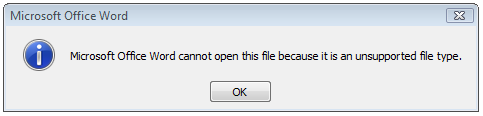 Microsoft Office Word
Microsoft Office Word cannot open this file because it is an unsupported file type.
OK